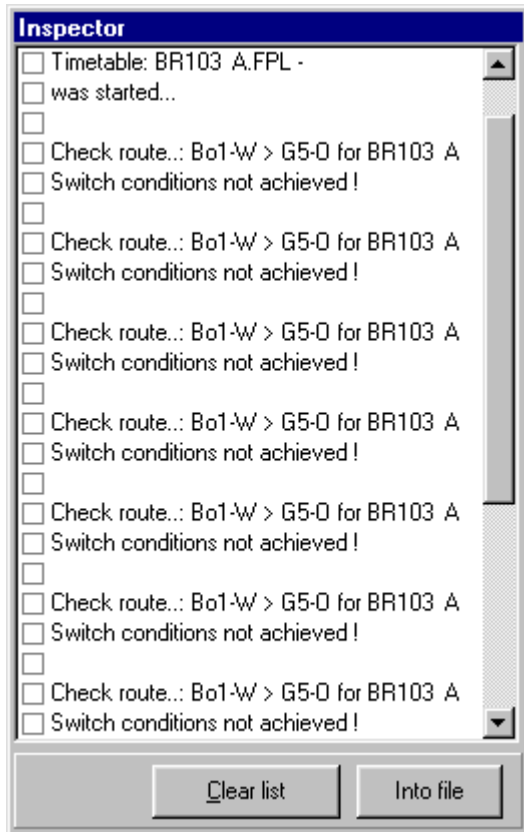 Inspector
Timetable: BR103 A.FPL -
was started...
Check route..: Bo1-W > G5-O for BR103 A
Switch conditions not achieved !
Check route..: Bo1-W > G5-O for BR103 A
Switch conditions not achieved !
Check route..: Bo1-W > G5-O for BR103 A
Switch conditions not achieved !
Check route..: Bo1-W > G5-O for BR103 A
Switch conditions not achieved !
Check route..: Bo1-W > G5-O for BR103 A
Switch conditions not achieved !
Check route..: Bo1-W > G5-O for BR103 A
Switch conditions not achieved !
Check route..: Bo1-W > G5-O for BR103 A
Switch conditions not achieved !
Clear list Into file